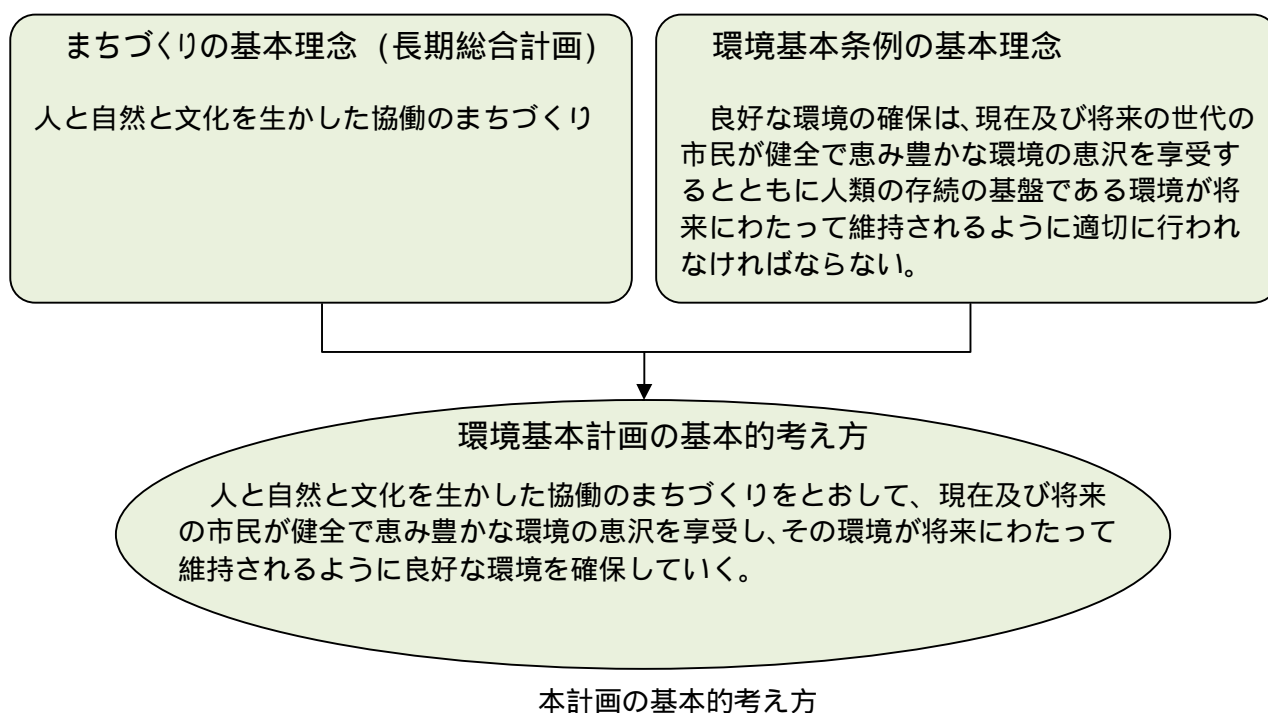 まちづくりの基本理念 (長期総合計画)
人と自然と文化を生かした協働のまちづくり
環境基本条例の基本理念
良好な環境の確保は、現在及び将来の世代の
市民が健全で恵み豊かな環境の恵沢を享受す
るとともに人類の存続の基盤である環境が将
来にわたって維持されるように適切に行われ
なければならない。
環境基本計画の基本的考え方
人と自然と文化を生かした協働のまちづくりをとおして、現在及び将来
の市民が健全で恵み豊かな環境の恵沢を享受し、その環境が将来にわたって
維持されるように良好な環境を確保していく。
本計画の基本的考え方